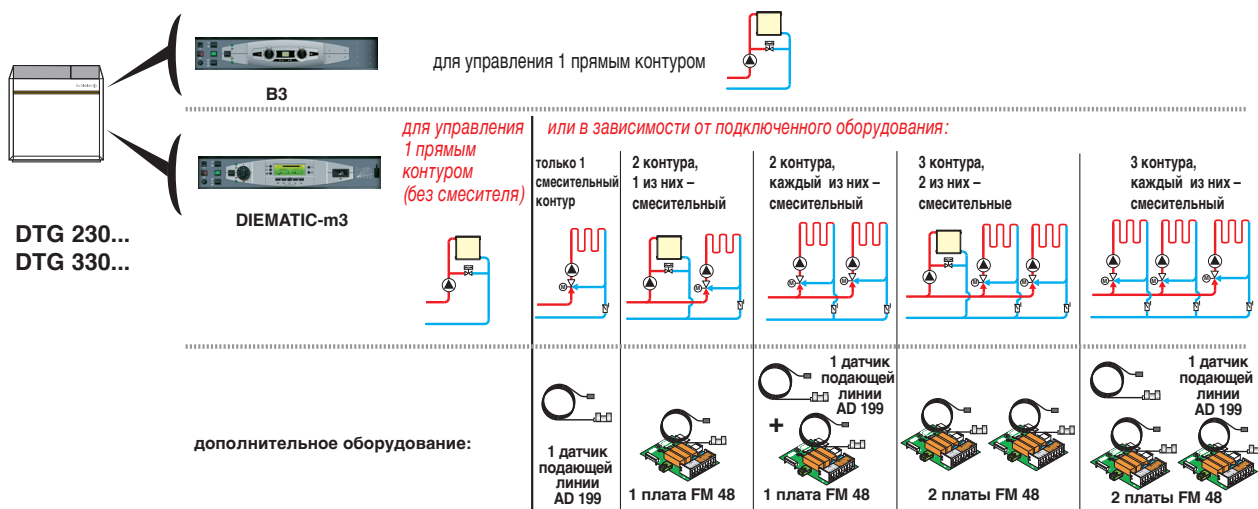 для управления 1 прямым контуром
B3
для управления
1 прямым
контуром
(без смесителя)
или в зависимости от подключенного оборудования:
только 1
смесительный
контур
2 контура,
1 из них –
смесительный
2 контура,
каждый из них –
смесительный
3 контура,
2 из них –
смесительные
3 контура,
каждый из них –
смесительный
DIEMATIC-m3
DTG 230...
DTG 330...
M
M
M
M
M
M
M
M
M
дополнительное оборудование:
1 датчик
подающей
линии
AD 199
1 плата FM 48
1 датчик
подающей
линии
AD 199
+
1 плата FM 48
2 платы FM 48
1 датчик
подающей
линии
AD 199
2 платы FM 48